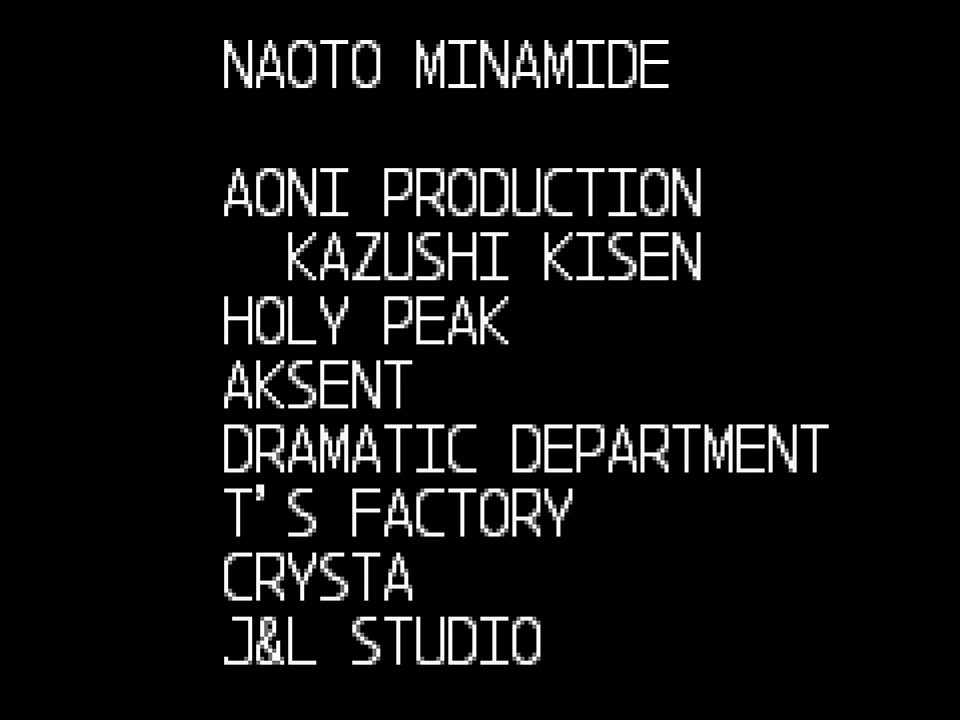 NAOTO MINAMIDE
AONI PRODUCTION
KAZUSHI KISEN
HOLY PEAK
AKSENT
DRAMATIC DEPARTMENT
T'S FACTORY
CRYSTA
J&L STUDIO